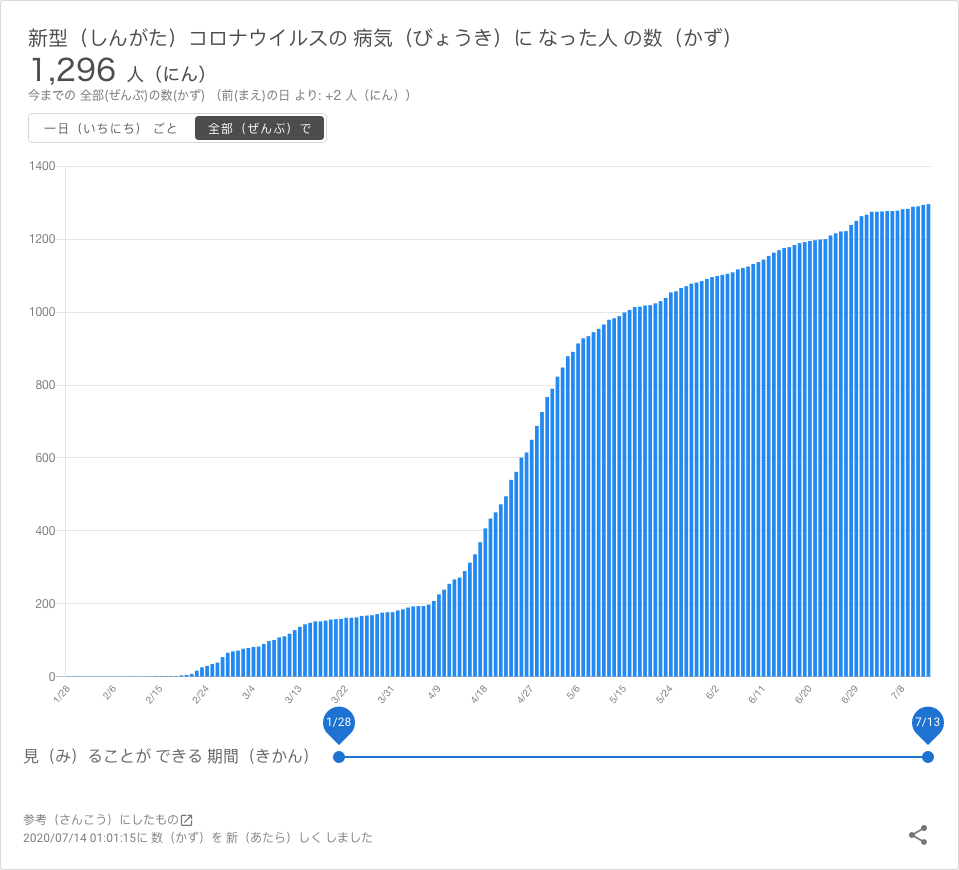 新型（しんがた）コロナウイルスの 病気（びょうき）に なった人 の数（かず）
1,296 人（にん）
今までの 全部(ぜんぶ)の数(かず) （前(まえ)の日 より: +2 人（にん））
一日（いちにち） ごと 全部（ぜんぶ）で
1400
1200
1000
800
600
400
200
0
1/28 2/6 2/15 2/24 3/4 3/13 3/22 3/31 4/9 4/18 4/27 5/6 5/15 5/24 6/2 6/11 6/20 6/29 7/8
1/28 7/13
見（み）ることが できる 期間（きかん）
参考（さんこう）にしたもの
2020/07/14 01:01:15に 数（かず）を 新（あたら）しく しました